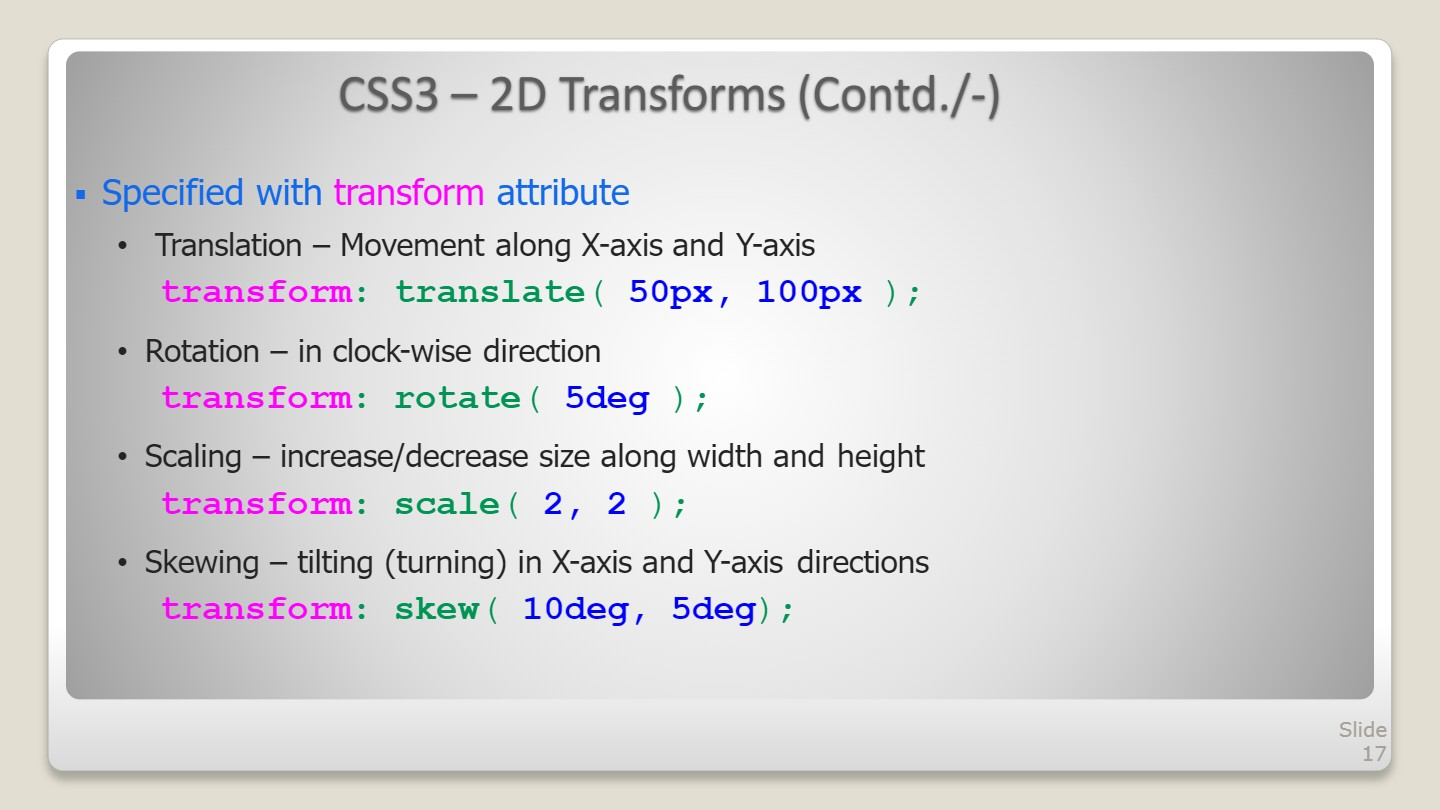 CSS3 – 2D Transforms (Contd./-)
▪ Specified with transform attribute
• Translation – Movement along X-axis and Y-axis
transform: translate( 50px, 100px );
• Rotation – in clock-wise direction
transform: rotate( 5deg );
• Scaling – increase/decrease size along width and height
transform: scale( 2, 2 );
• Skewing – tilting (turning) in X-axis and Y-axis directions
transform: skew( 10deg, 5deg);
Slide
17